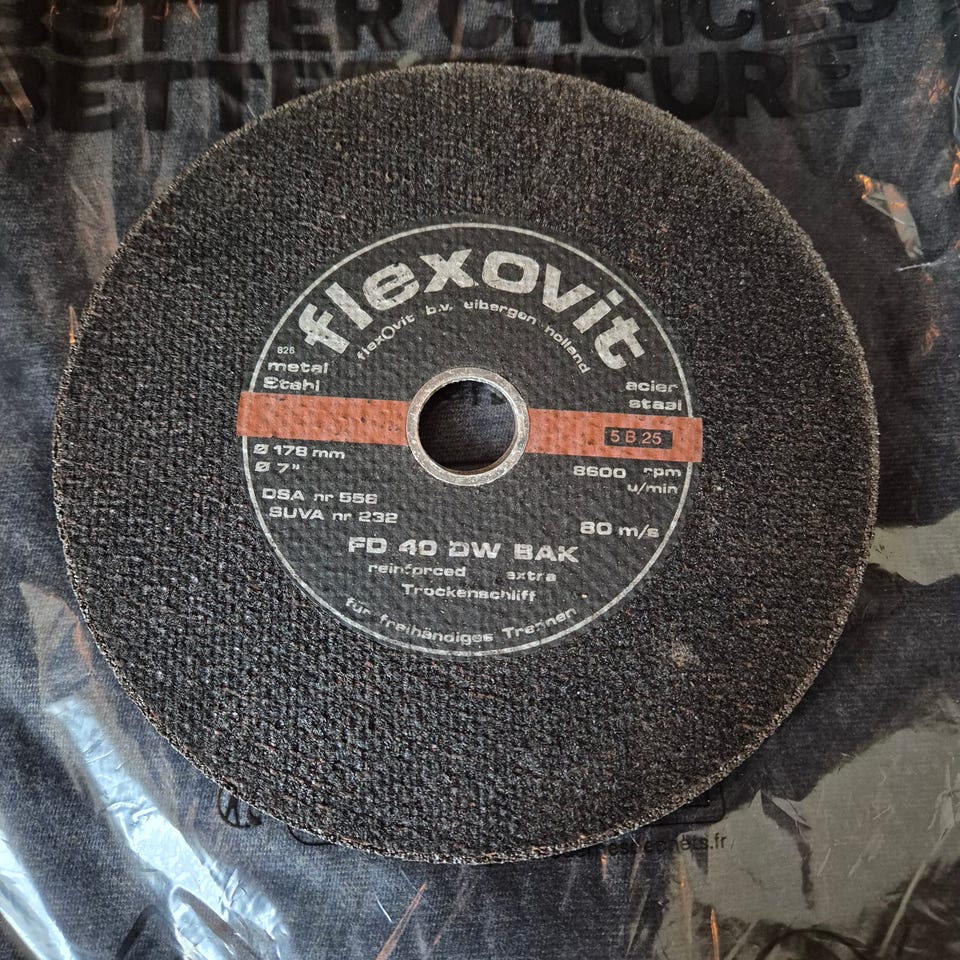 BETTER CHOICES
BETTER FUTURE
flexovit
flexOvit b.v. eibergen holland
826
metal
Stahl
acier
staal
5 B 25
Ø 178 mm
Ø 7"
8600 rpm
u/min
DSA nr 556
SUVA nr 232
80 m/s
FD 40 DW BAK
reinforced extra
Trockenschliff
für freihändiges Trennen